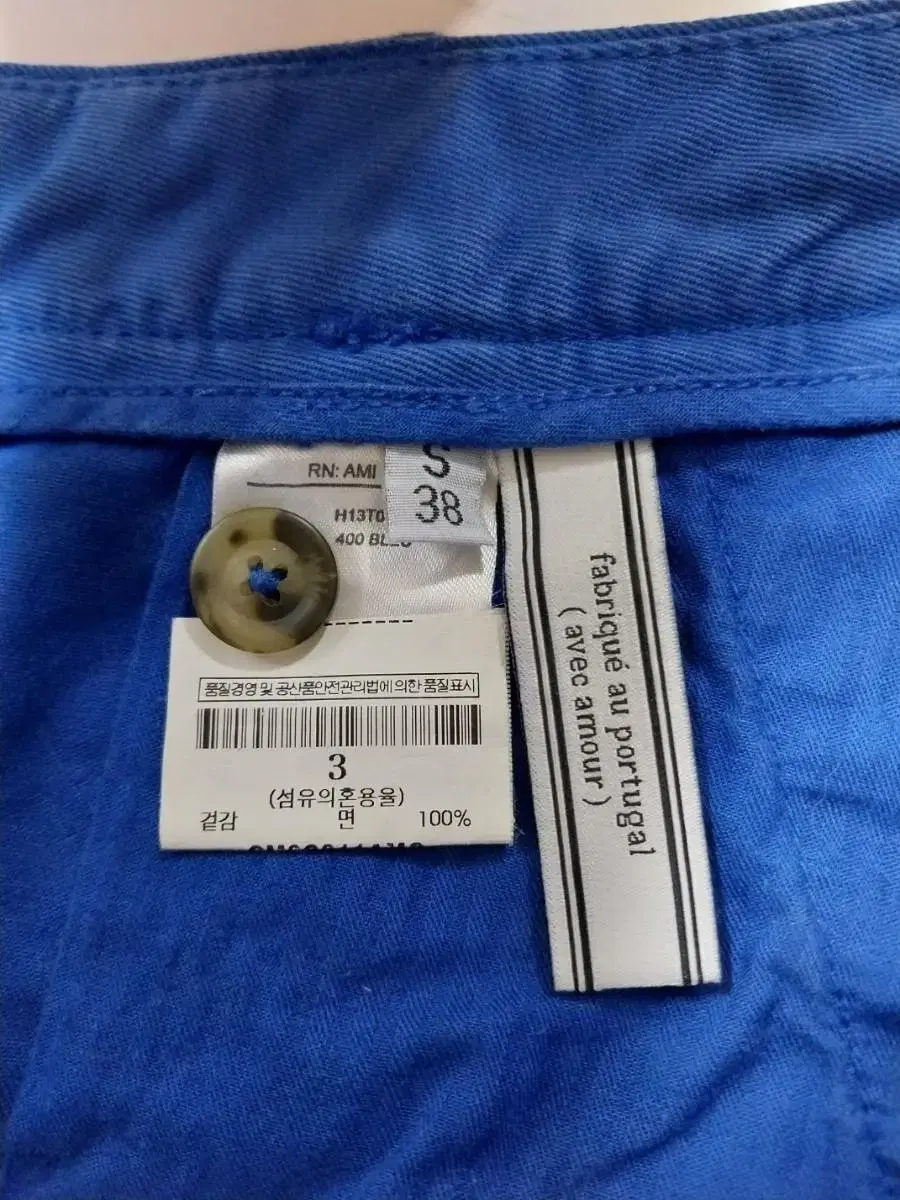 RN: AMI
H13T0
400 BLEU
S
38
품질경영 및 공산품안전관리법에 의한 품질표시
3
(섬유의혼용율)
겉감 면 100%
fabriqué au portugal
(avec amour)